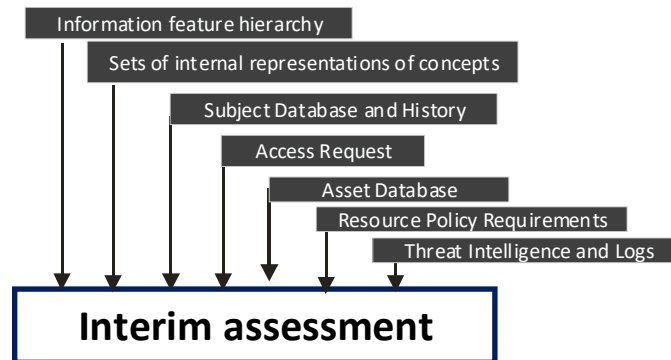 Information feature hierarchy
Sets of internal representations of concepts
Subject Database and History
Access Request
Asset Database
Resource Policy Requirements
Threat Intelligence and Logs
Interim assessment